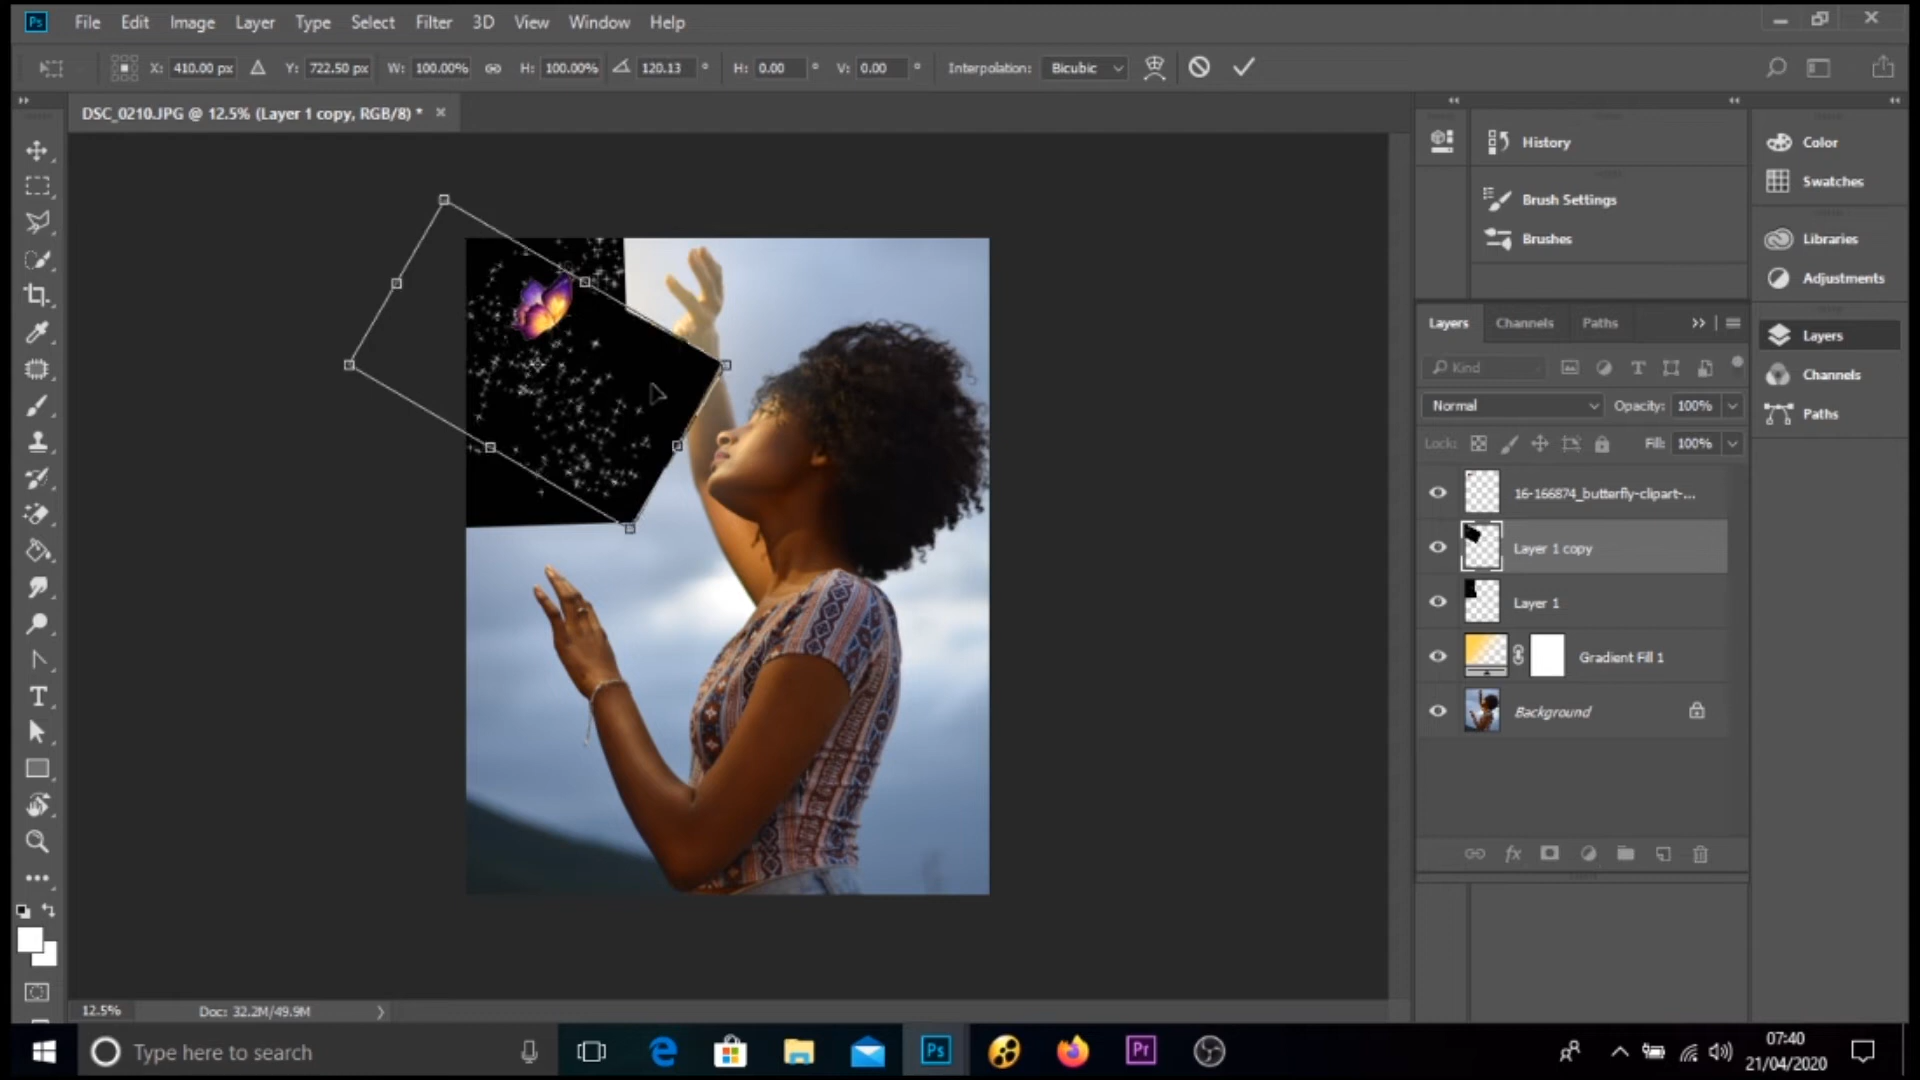 Ps File Edit Image Layer Type Select Filter 3D View Window Help
X: 410.00 px Y: 722.50 px W: 100.00% H: 100.00% 120.13 ° H: 0.00 ° V: 0.00 ° Interpolation: Bicubic
DSC_0210.JPG @ 12.5% (Layer 1 copy, RGB/8) * ×
History
Brush Settings
Brushes
Color
Swatches
Libraries
Adjustments
Layers
Channels
Paths
Layers Channels Paths
Kind
Normal Opacity: 100%
Lock: Fill: 100%
16-166874_butterfly-clipart-...
Layer 1 copy
Layer 1
Gradient Fill 1
Background
12.5% Doc: 32.2M/49.9M
Type here to search
Ps
Pr
07:40
21/04/2020